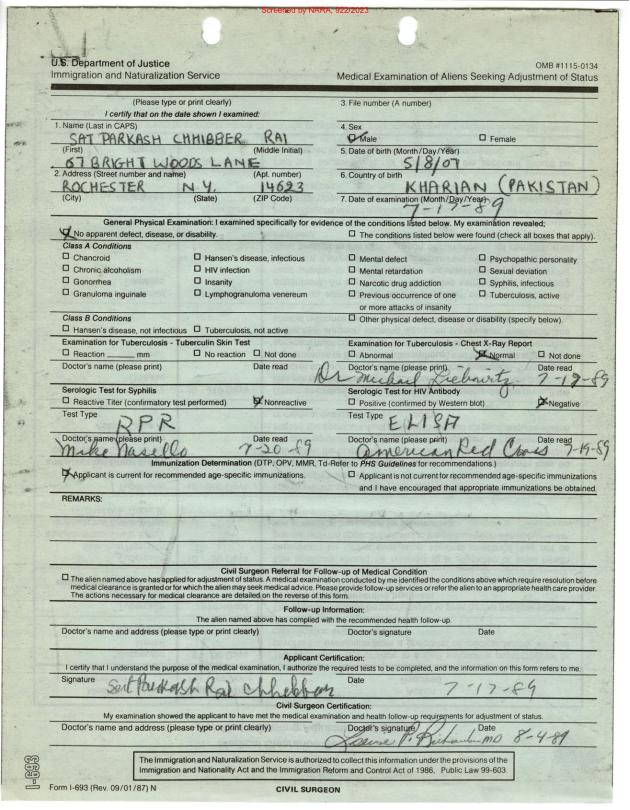 Screened by NARA, 9/22/2023
U.S. Department of Justice
Immigration and Naturalization Service
OMB #1115-0134
Medical Examination of Aliens Seeking Adjustment of Status
(Please type or print clearly)
I certify that on the date shown I examined:
3. File number (A number)
1. Name (Last in CAPS)
SAT PARKASH CHHIBBER RAI
(First) (Middle Initial)
4. Sex
Male Female
67 BRIGHT WOODS LANE
5. Date of birth (Month/Day/Year)
5/8/07
2. Address (Street number and name) (Apt. number)
ROCHESTER N.Y. 14623
(City) (State) (ZIP Code)
6. Country of birth
KHARIAN (PAKISTAN)
7. Date of examination (Month/Day/Year)
7-17-89
General Physical Examination: I examined specifically for evidence of the conditions listed below. My examination revealed;
No apparent defect, disease, or disability. The conditions listed below were found (check all boxes that apply).
Class A Conditions
Chancroid Hansen's disease, infectious Mental defect Psychopathic personality
Chronic alcoholism HIV infection Mental retardation Sexual deviation
Gonorrhea Insanity Narcotic drug addiction Syphilis, infectious
Granuloma inguinale Lymphogranuloma venereum Previous occurrence of one Tuberculosis, active
or more attacks of insanity
Class B Conditions
Other physical defect, disease or disability (specify below).
Hansen's disease, not infectious Tuberculosis, not active
Examination for Tuberculosis - Tuberculin Skin Test
Reaction ______ mm No reaction Not done
Doctor's name (please print) Date read
Examination for Tuberculosis - Chest X-Ray Report
Abnormal Normal Not done
Doctor's name (please print) Date read
Dr Michael Liebowitz 7-19-89
Serologic Test for Syphilis
Reactive Titer (confirmatory test performed) Nonreactive
Test Type
RPR
Doctor's name (please print) Date read
Mike Nasello 7-20-89
Serologic Test for HIV Antibody
Positive (confirmed by Western blot) Negative
Test Type
ELISA
Doctor's name (please print) Date read
American Red Cross 7-19-89
Immunization Determination (DTP, OPV, MMR, Td-Refer to PHS Guidelines for recommendations.)
Applicant is current for recommended age-specific immunizations.
Applicant is not current for recommended age-specific immunizations
and I have encouraged that appropriate immunizations be obtained.
REMARKS:
Civil Surgeon Referral for Follow-up of Medical Condition
The alien named above has applied for adjustment of status. A medical examination conducted by me identified the conditions above which require resolution before
medical clearance is granted or for which the alien may seek medical advice. Please provide follow-up services or refer the alien to an appropriate health care provider.
The actions necessary for medical clearance are detailed on the reverse of this form.
Follow-up Information:
The alien named above has complied with the recommended health follow-up.
Doctor's name and address (please type or print clearly) Doctor's signature Date
Applicant Certification:
I certify that I understand the purpose of the medical examination, I authorize the required tests to be completed, and the information on this form refers to me.
Signature Sat Parkash Rai Chhibber Date 7-17-89
Civil Surgeon Certification:
My examination showed the applicant to have met the medical examination and health follow-up requirements for adjustment of status.
Doctor's name and address (please type or print clearly) Doctor's signature Date
MD 8-4-89
The Immigration and Naturalization Service is authorized to collect this information under the provisions of the
Immigration and Nationality Act and the Immigration Reform and Control Act of 1986, Public Law 99-603.
I-693
Form I-693 (Rev. 09/01/87) N
CIVIL SURGEON